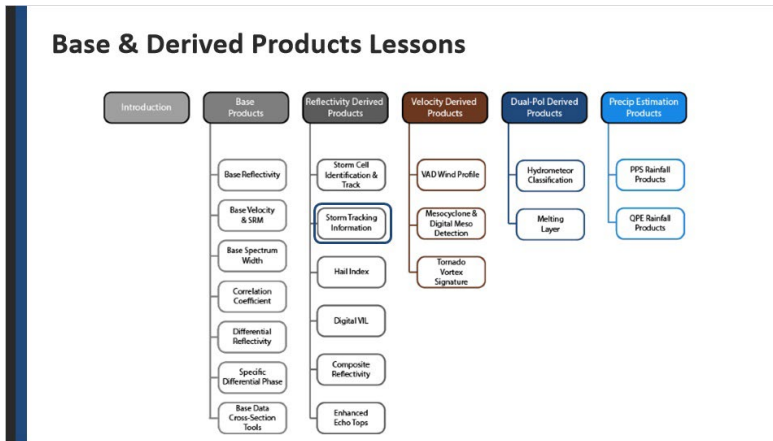 Base & Derived Products Lessons
Introduction
Base
Products
Reflectivity Derived
Products
Velocity Derived
Products
Dual-Pol Derived
Products
Precip Estimation
Products
Base Reflectivity
Base Velocity
& SRM
Base Spectrum
Width
Correlation
Coefficient
Differential
Reflectivity
Specific
Differential Phase
Base Data
Cross-Section
Tools
Storm Cell
Identification &
Track
Storm Tracking
Information
Hail Index
Digital VIL
Composite
Reflectivity
Enhanced
Echo Tops
VAD Wind Profile
Mesocyclone &
Digital Meso
Detection
Tornado
Vortex
Signature
Hydrometeor
Classification
Melting
Layer
PPS Rainfall
Products
QPE Rainfall
Products